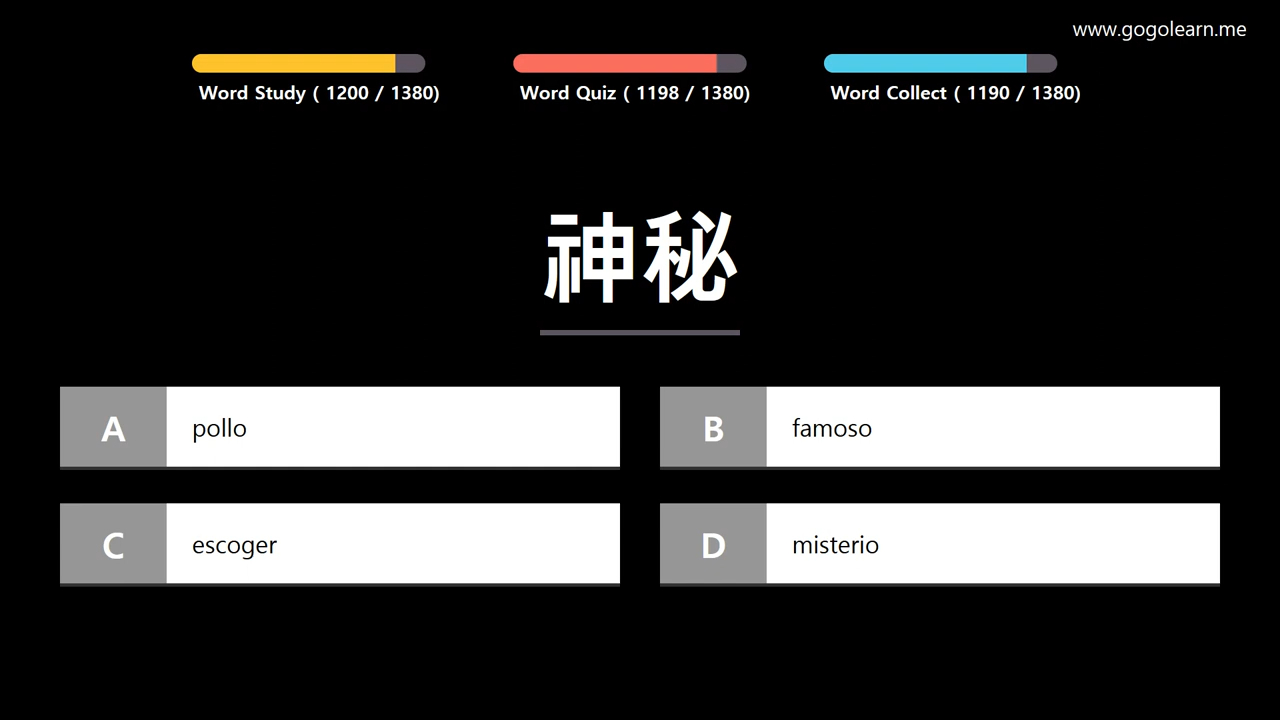 www.gogolearn.me
Word Study ( 1200 / 1380)
Word Quiz ( 1198 / 1380)
Word Collect ( 1190 / 1380)
神秘
A pollo
B famoso
C escoger
D misterio